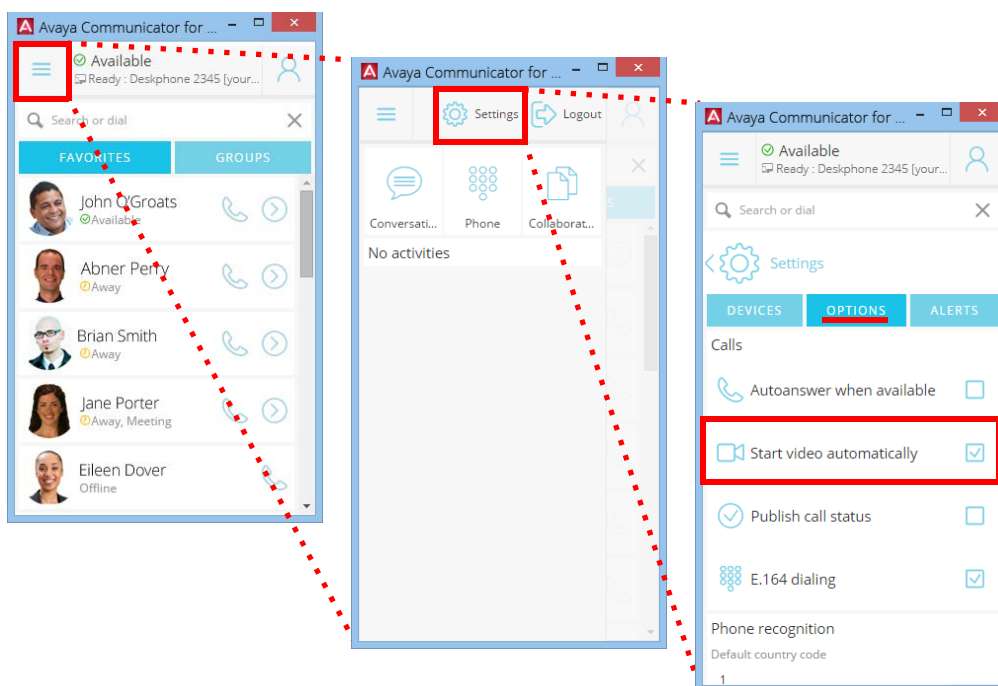 Avaya Communicator for ...
Available
Ready : Deskphone 2345 [your...
Search or dial
FAVORITES GROUPS
John O'Groats
Available
Abner Perry
Away
Brian Smith
Away
Jane Porter
Away, Meeting
Eileen Dover
Offline
Avaya Communicator for ...
Settings Logout
S
Conversati... Phone Collaborat...
No activities
Avaya Communicator for ...
Available
Ready : Deskphone 2345 [your...
Search or dial
Settings
DEVICES OPTIONS ALERTS
Calls
Autoanswer when available
Start video automatically
Publish call status
E.164 dialing
Phone recognition
Default country code
1